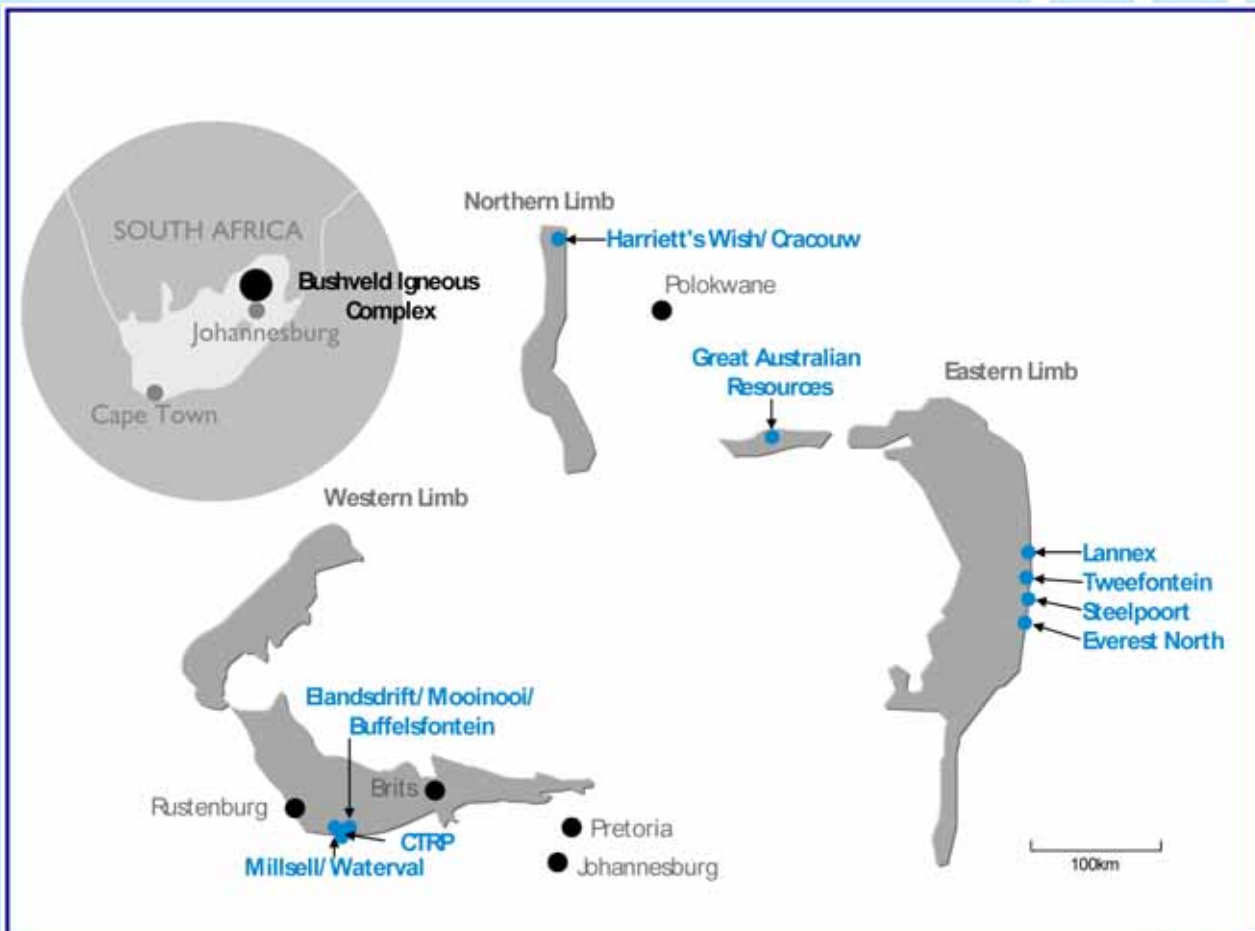 SOUTH AFRICA
Bushveld Igneous
Complex
Johannesburg
Cape Town
Northern Limb
Harriett's Wish/ Cracouw
Polokwane
Great Australian
Resources
Eastern Limb
Western Limb
Lannex
Tweefontein
Steelpoort
Everest North
Elandsdrift/ Mooinooi/
Buffelsfontein
Brits
Rustenburg
CTRP
Millsell/ Waterval
Pretoria
Johannesburg
100km